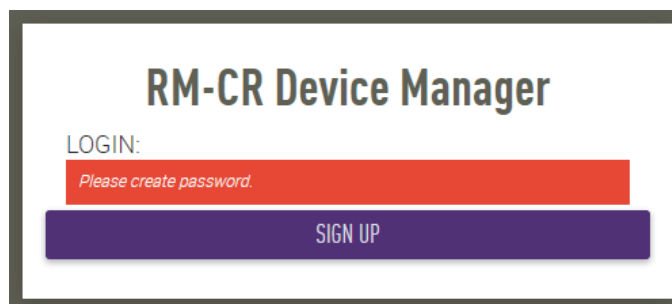 RM-CR Device Manager
LOGIN:
Please create password.
SIGN UP